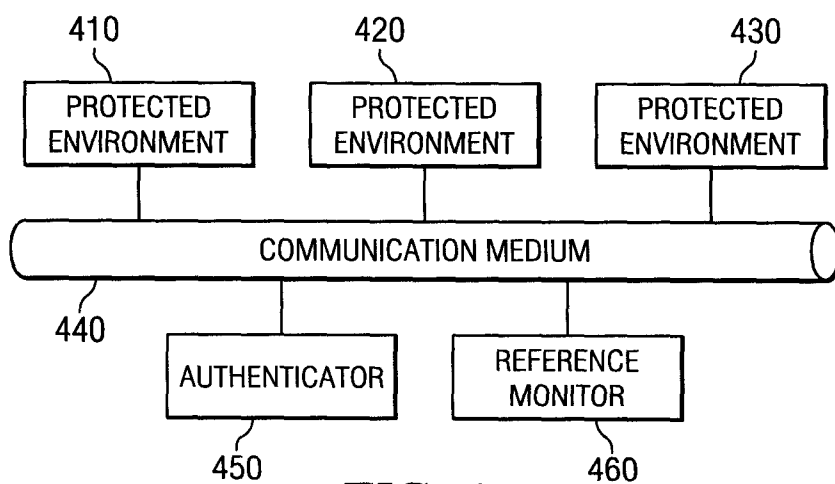 410
420
430
PROTECTED
ENVIRONMENT
PROTECTED
ENVIRONMENT
PROTECTED
ENVIRONMENT
COMMUNICATION MEDIUM
440
AUTHENTICATOR
REFERENCE
MONITOR
450
460